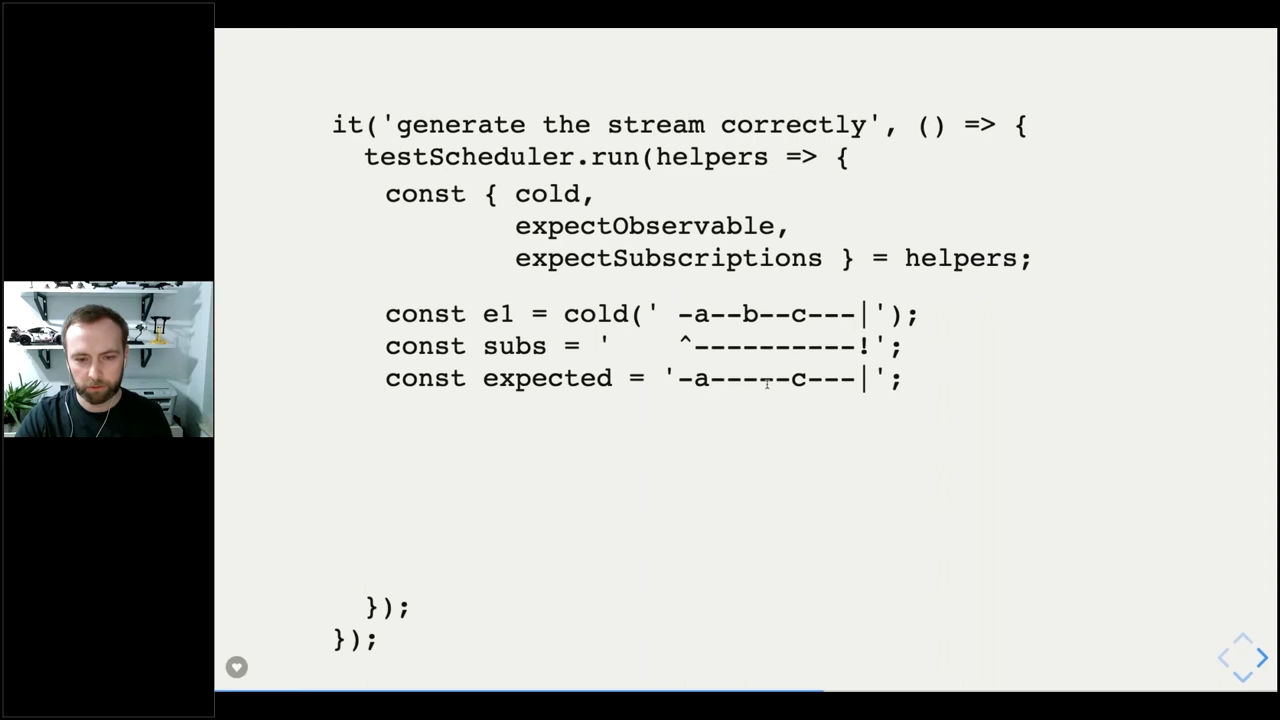 it('generate the stream correctly', () => {
testScheduler.run(helpers => {
const { cold,
expectObservable,
expectSubscriptions } = helpers;
const e1 = cold(' -a--b--c---|');
const subs = '    ^----------!';
const expected = '-a-----c---|';
});
});